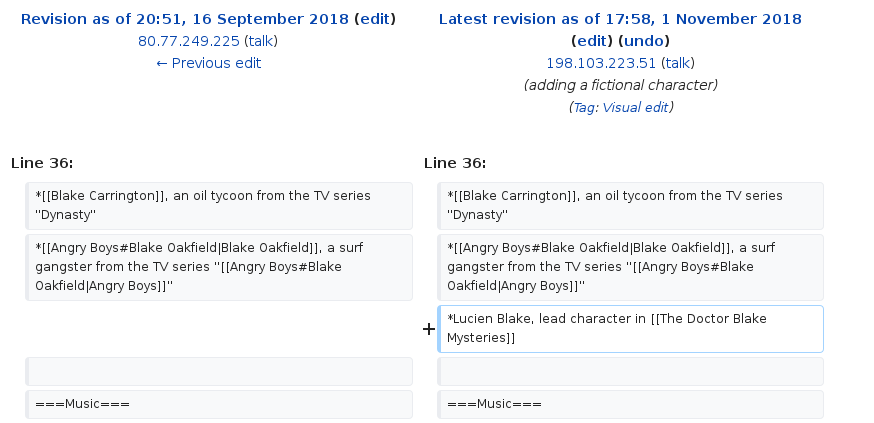 Revision as of 20:51, 16 September 2018 (edit)
80.77.249.225 (talk)
← Previous edit
Latest revision as of 17:58, 1 November 2018
(edit) (undo)
198.103.223.51 (talk)
(adding a fictional character)
(Tag: Visual edit)
Line 36:
Line 36:
*[[Blake Carrington]], an oil tycoon from the TV series
"Dynasty"
*[[Blake Carrington]], an oil tycoon from the TV series
"Dynasty"
*[[Angry Boys#Blake Oakfield|Blake Oakfield]], a surf
gangster from the TV series "[[Angry Boys#Blake
Oakfield|Angry Boys]]"
*[[Angry Boys#Blake Oakfield|Blake Oakfield]], a surf
gangster from the TV series "[[Angry Boys#Blake
Oakfield|Angry Boys]]"
+
*Lucien Blake, lead character in [[The Doctor Blake
Mysteries]]
===Music===
===Music===